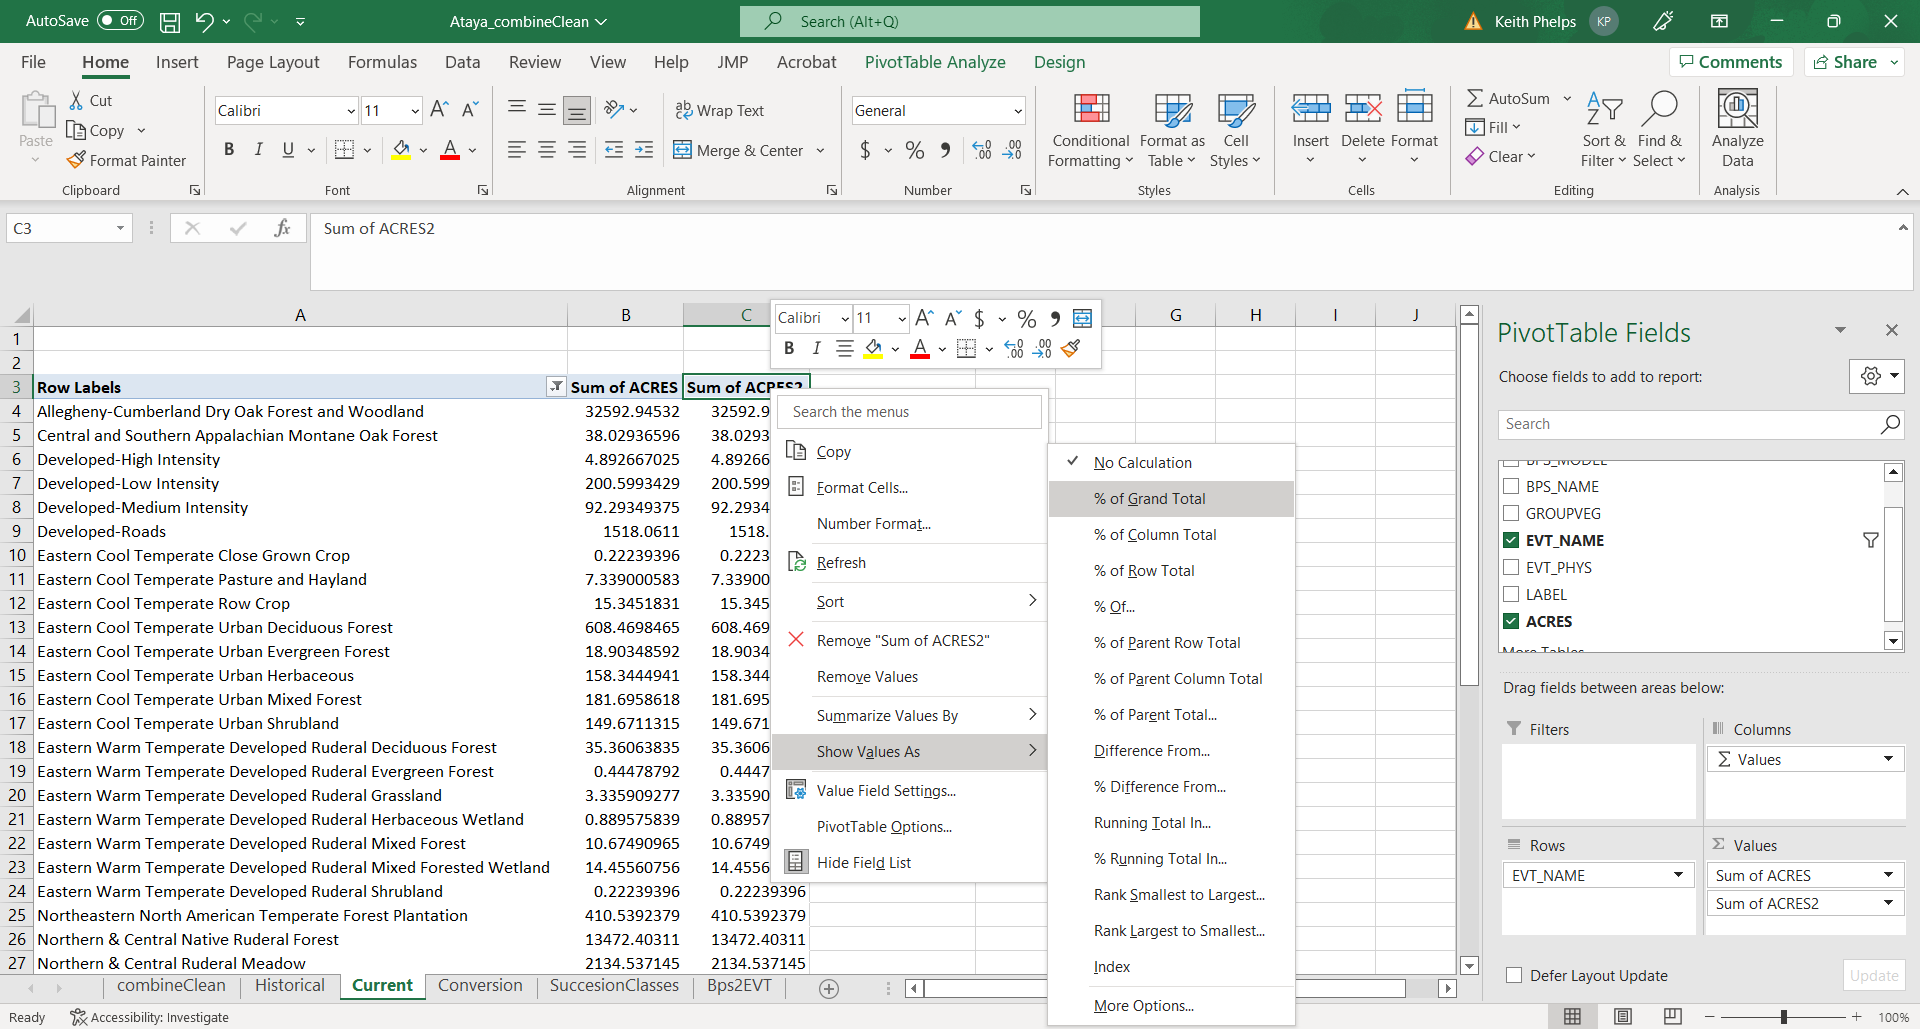 AutoSave Off
Ataya_combineClean
Search (Alt+Q)
Keith Phelps KP
File Home Insert Page Layout Formulas Data Review View Help JMP Acrobat PivotTable Analyze Design
Comments Share
Paste
Cut
Copy
Format Painter
Clipboard
Calibri 11
B I U
Font
Wrap Text
Merge & Center
Alignment
General
$ % ,
Number
Conditional Formatting
Format as Table
Cell Styles
Styles
Insert Delete Format
Cells
AutoSum
Fill
Clear
Sort & Filter
Find & Select
Editing
Analyze Data
Analysis
C3
fx
Sum of ACRES2
A B C G H I J
1
2
3 Row Labels Sum of ACRES Sum of ACRES2
4 Allegheny-Cumberland Dry Oak Forest and Woodland 32592.94532 32592.9
5 Central and Southern Appalachian Montane Oak Forest 38.02936596 38.0293
6 Developed-High Intensity 4.892667025 4.89266
7 Developed-Low Intensity 200.5993429 200.599
8 Developed-Medium Intensity 92.29349375 92.2934
9 Developed-Roads 1518.0611 1518.
10 Eastern Cool Temperate Close Grown Crop 0.22239396 0.2223
11 Eastern Cool Temperate Pasture and Hayland 7.339000583 7.33900
12 Eastern Cool Temperate Row Crop 15.3451831 15.345
13 Eastern Cool Temperate Urban Deciduous Forest 608.4698465 608.469
14 Eastern Cool Temperate Urban Evergreen Forest 18.90348592 18.9034
15 Eastern Cool Temperate Urban Herbaceous 158.3444941 158.344
16 Eastern Cool Temperate Urban Mixed Forest 181.6958618 181.695
17 Eastern Cool Temperate Urban Shrubland 149.6711315 149.671
18 Eastern Warm Temperate Developed Ruderal Deciduous Forest 35.36063835 35.3606
19 Eastern Warm Temperate Developed Ruderal Evergreen Forest 0.44478792 0.4447
20 Eastern Warm Temperate Developed Ruderal Grassland 3.335909277 3.33590
21 Eastern Warm Temperate Developed Ruderal Herbaceous Wetland 0.889575839 0.88957
22 Eastern Warm Temperate Developed Ruderal Mixed Forest 10.67490965 10.6749
23 Eastern Warm Temperate Developed Ruderal Mixed Forested Wetland 14.45560756 14.4556
24 Eastern Warm Temperate Developed Ruderal Shrubland 0.22239396 0.22239396
25 Northeastern North American Temperate Forest Plantation 410.5392379 410.5392379
26 Northern & Central Native Ruderal Forest 13472.40311 13472.40311
27 Northern & Central Ruderal Meadow 2134.537145 2134.537145
Calibri 11 $ % ,
B I
Search the menus
Copy
Format Cells...
Number Format...
Refresh
Sort
Remove "Sum of ACRES2"
Remove Values
Summarize Values By
Show Values As
Value Field Settings...
PivotTable Options...
Hide Field List
No Calculation
% of Grand Total
% of Column Total
% of Row Total
% Of...
% of Parent Row Total
% of Parent Column Total
% of Parent Total...
Difference From...
% Difference From...
Running Total In...
% Running Total In...
Rank Smallest to Largest...
Rank Largest to Smallest...
Index
More Options...
PivotTable Fields
Choose fields to add to report:
Search
BPS_MODEL
BPS_NAME
GROUPVEG
EVT_NAME
EVT_PHYS
LABEL
ACRES
More Tables
Drag fields between areas below:
Filters
Columns
Values
Rows
EVT_NAME
Values
Sum of ACRES
Sum of ACRES2
Defer Layout Update
Update
combineClean Historical Current Conversion SuccesionClasses Bps2EVT
Ready
Accessibility: Investigate
100%